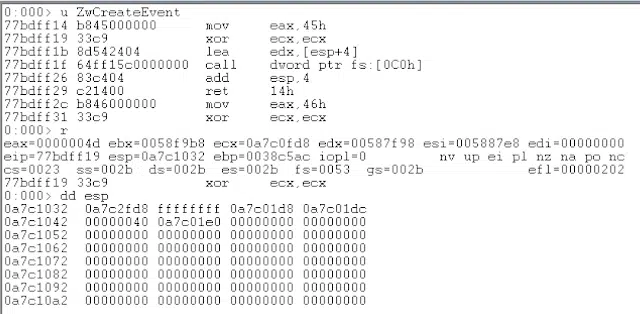 0:000> u ZwCreateEvent
77bdff14 b845000000 mov eax,45h
77bdff19 33c9 xor ecx,ecx
77bdff1b 8d542404 lea edx,[esp+4]
77bdff1f 64ff15c0000000 call dword ptr fs:[0C0h]
77bdff26 83c404 add esp,4
77bdff29 c21400 ret 14h
77bdff2c b846000000 mov eax,46h
77bdff31 33c9 xor ecx,ecx
0:000> r
eax=0000004d ebx=0058f9b8 ecx=0a7c0fd8 edx=00587f98 esi=005887e8 edi=00000000
eip=77bdff19 esp=0a7c1032 ebp=0038c5ac iopl=0 nv up ei pl nz na po nc
cs=0023 ss=002b ds=002b es=002b fs=0053 gs=002b efl=00000202
77bdff19 33c9 xor ecx,ecx
0:000> dd esp
0a7c1032 0a7c2fd8 ffffffff 0a7c01d8 0a7c01dc
0a7c1042 00000040 0a7c01e0 00000000 00000000
0a7c1052 00000000 00000000 00000000 00000000
0a7c1062 00000000 00000000 00000000 00000000
0a7c1072 00000000 00000000 00000000 00000000
0a7c1082 00000000 00000000 00000000 00000000
0a7c1092 00000000 00000000 00000000 00000000
0a7c10a2 00000000 00000000 00000000 00000000